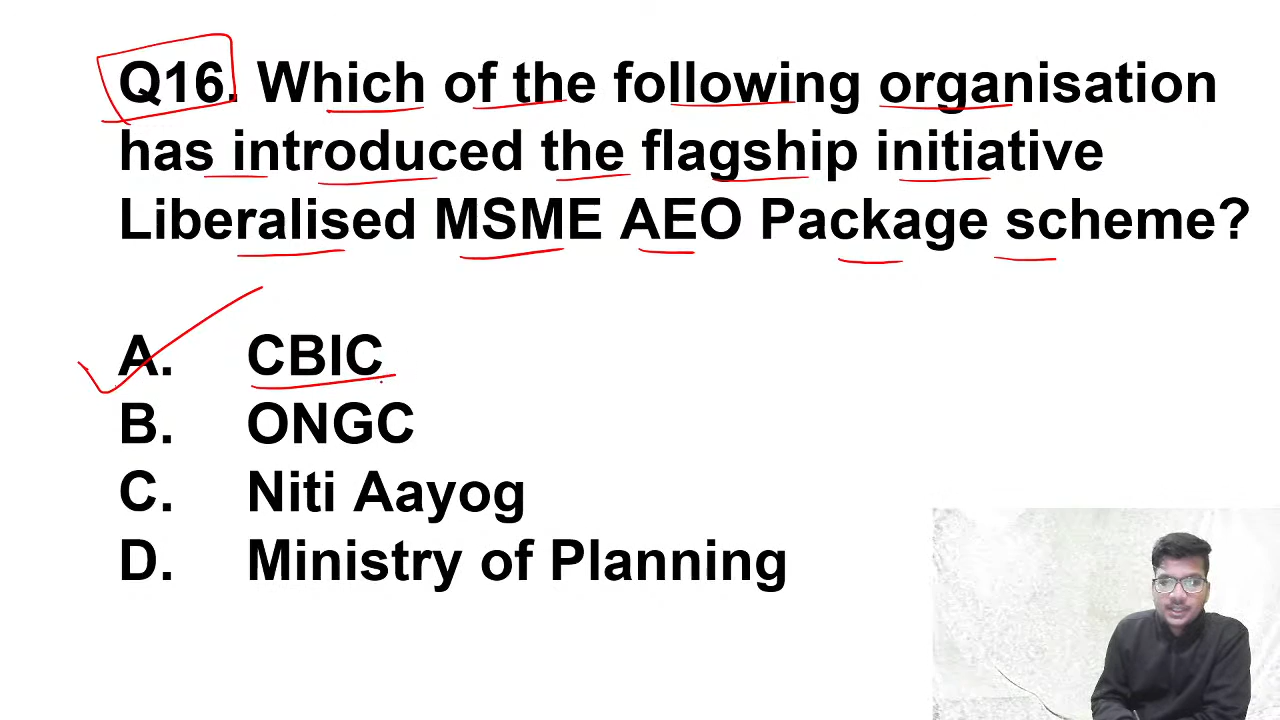 Q16. Which of the following organisation
has introduced the flagship initiative
Liberalised MSME AEO Package scheme?
A. CBIC
B. ONGC
C. Niti Aayog
D. Ministry of Planning